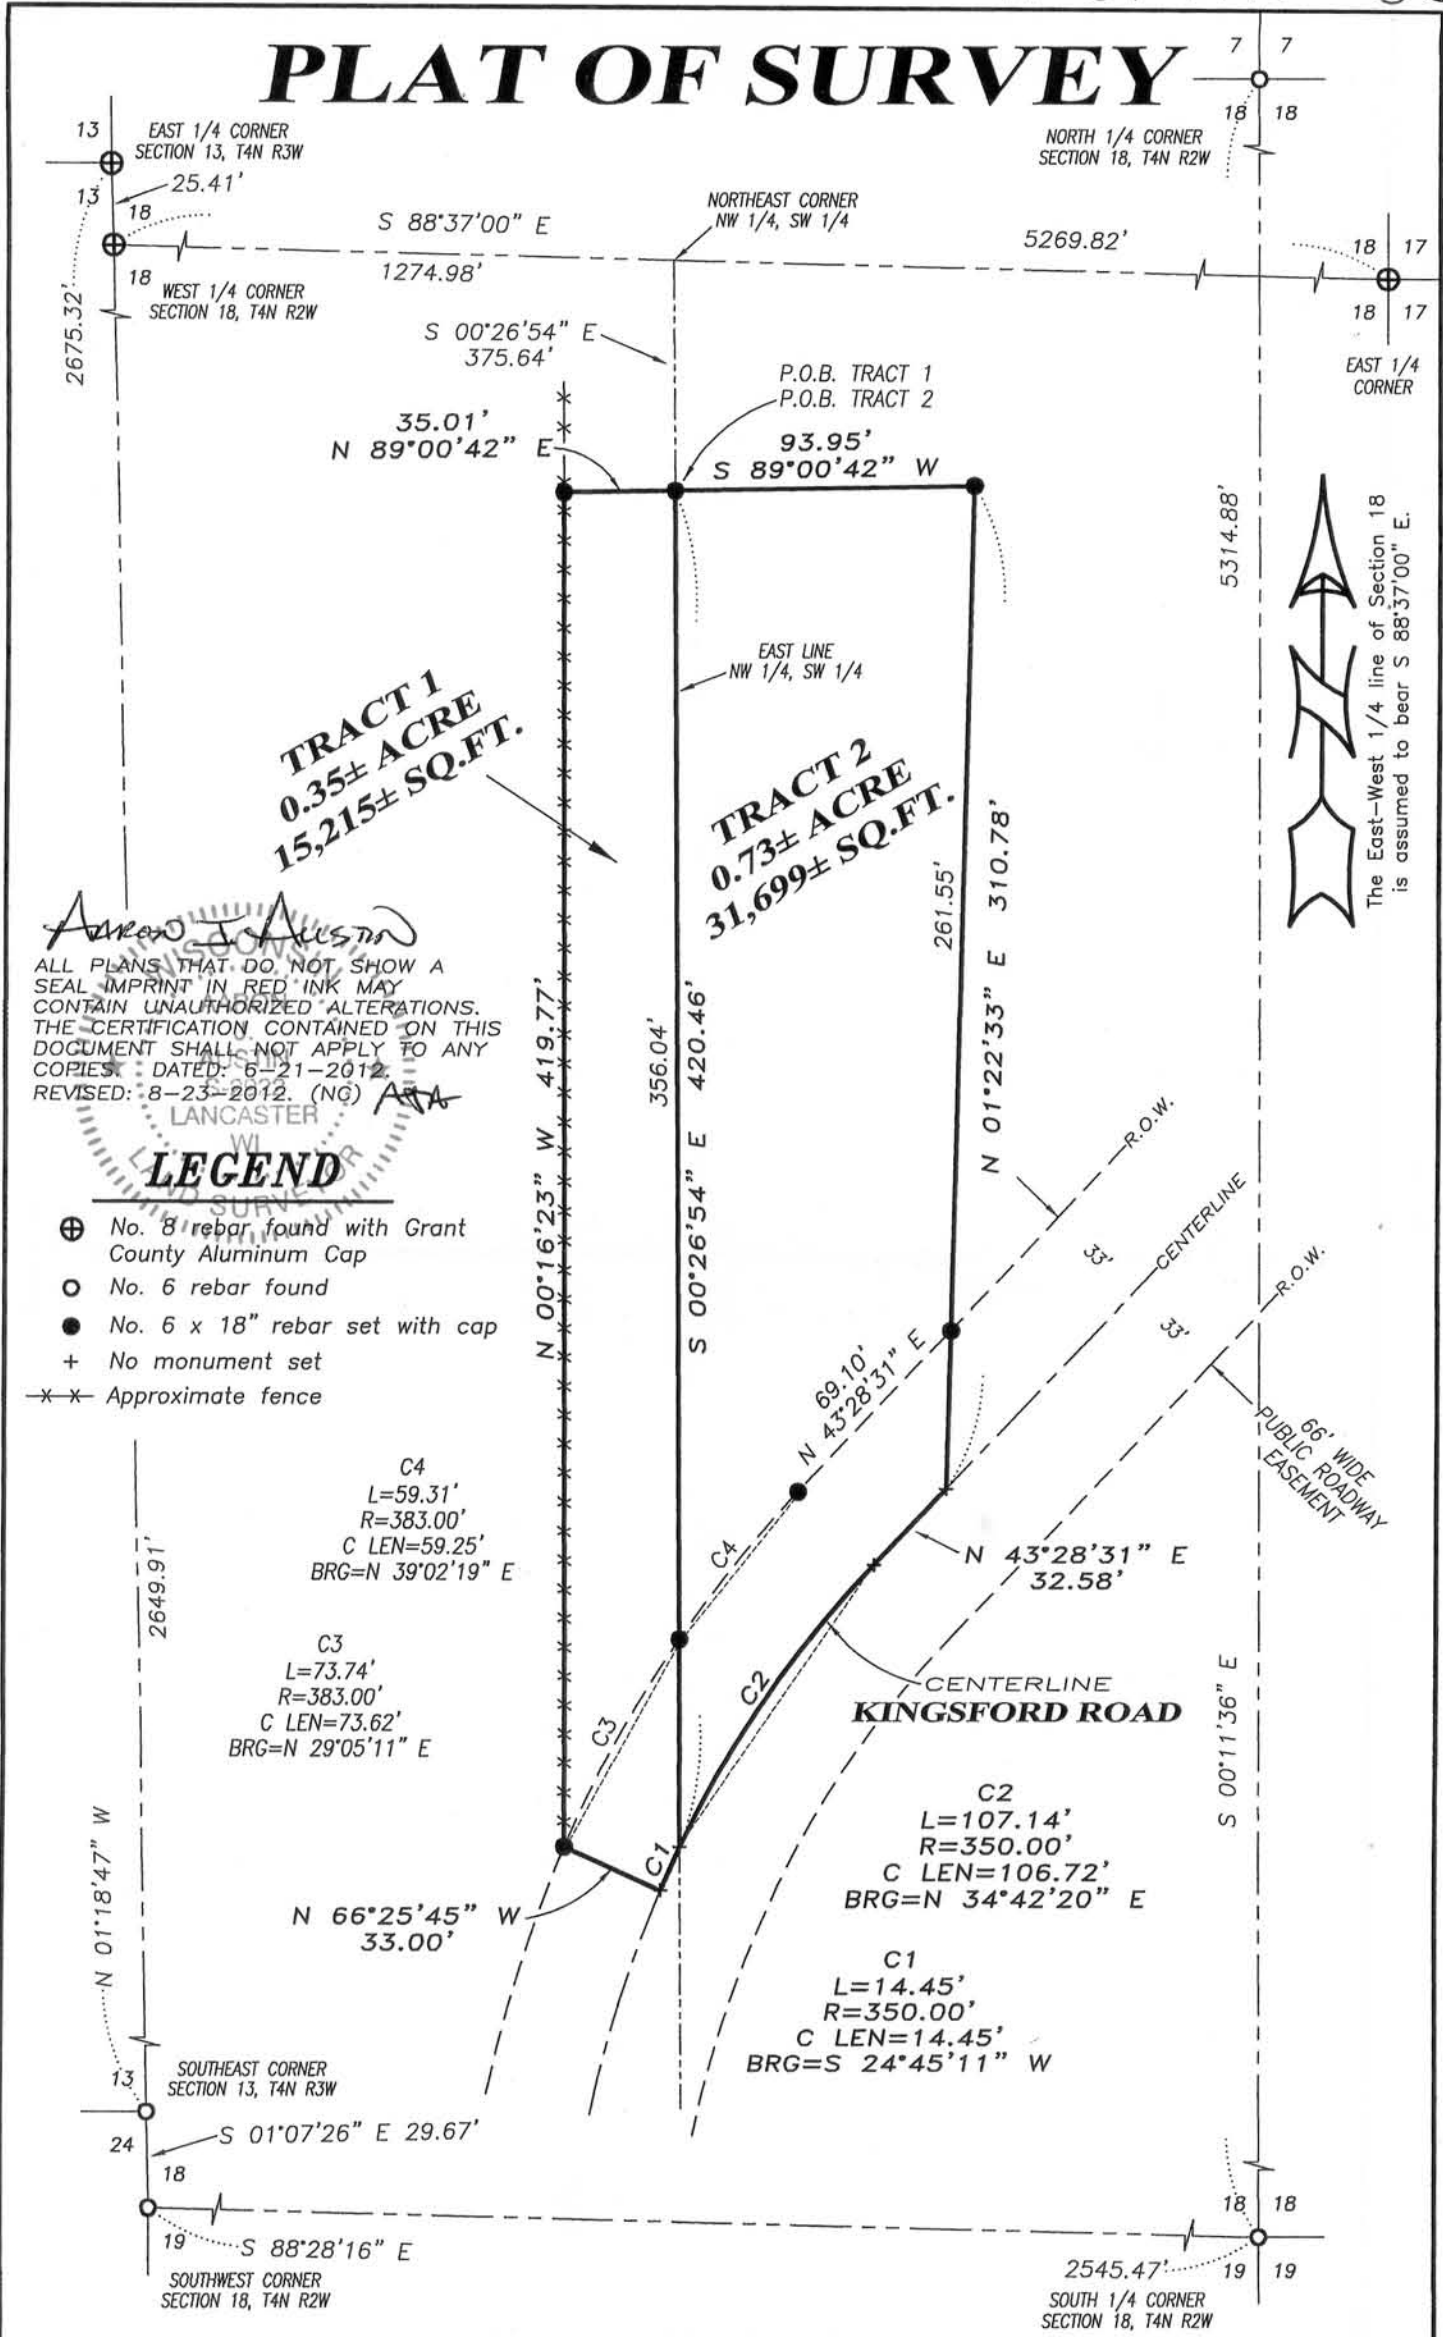 PLAT OF SURVEY
7 7
18 18
NORTH 1/4 CORNER
SECTION 18, T4N R2W
13
EAST 1/4 CORNER
SECTION 13, T4N R3W
13
25.41'
18
18
WEST 1/4 CORNER
SECTION 18, T4N R2W
2675.32'
S 88°37'00" E
1274.98'
NORTHEAST CORNER
NW 1/4, SW 1/4
5269.82'
18 17
18 17
EAST 1/4
CORNER
S 00°26'54" E
375.64'
P.O.B. TRACT 1
P.O.B. TRACT 2
35.01'
N 89°00'42" E
93.95'
S 89°00'42" W
5314.88'
The East-West 1/4 line of Section 18
is assumed to bear S 88°37'00" E.
EAST LINE
NW 1/4, SW 1/4
TRACT 1
0.35± ACRE
15,215± SQ.FT.
TRACT 2
0.73± ACRE
31,699± SQ.FT.
261.55'
N 01°22'33" E 310.78'
N 00°16'23" W 419.77'
356.04'
S 00°26'54" E 420.46'
Aaron J. Austin
ALL PLANS THAT DO NOT SHOW A
SEAL IMPRINT IN RED INK MAY
CONTAIN UNAUTHORIZED ALTERATIONS.
THE CERTIFICATION CONTAINED ON THIS
DOCUMENT SHALL NOT APPLY TO ANY
COPIES. DATED: 6-21-2012.
REVISED: 8-23-2012. (NG) AJA
WISCONSIN
AARON
J.
AUSTIN
LANCASTER
WI
LAND SURVEYOR
LEGEND
No. 8 rebar found with Grant
County Aluminum Cap
No. 6 rebar found
No. 6 x 18" rebar set with cap
No monument set
Approximate fence
R.O.W.
33'
CENTERLINE
33'
R.O.W.
66' WIDE
PUBLIC ROADWAY
EASEMENT
69.10'
N 43°28'31" E
C4
L=59.31'
R=383.00'
C LEN=59.25'
BRG=N 39°02'19" E
C4
N 43°28'31" E
32.58'
2649.91'
C3
L=73.74'
R=383.00'
C LEN=73.62'
BRG=N 29°05'11" E
C3
C2
CENTERLINE
KINGSFORD ROAD
S 00°11'36" E
C2
L=107.14'
R=350.00'
C LEN=106.72'
BRG=N 34°42'20" E
C1
N 66°25'45" W
33.00'
N 01°18'47" W
C1
L=14.45'
R=350.00'
C LEN=14.45'
BRG=S 24°45'11" W
13
SOUTHEAST CORNER
SECTION 13, T4N R3W
24
S 01°07'26" E 29.67'
18
19
S 88°28'16" E
SOUTHWEST CORNER
SECTION 18, T4N R2W
18 18
2545.47'
19 19
SOUTH 1/4 CORNER
SECTION 18, T4N R2W